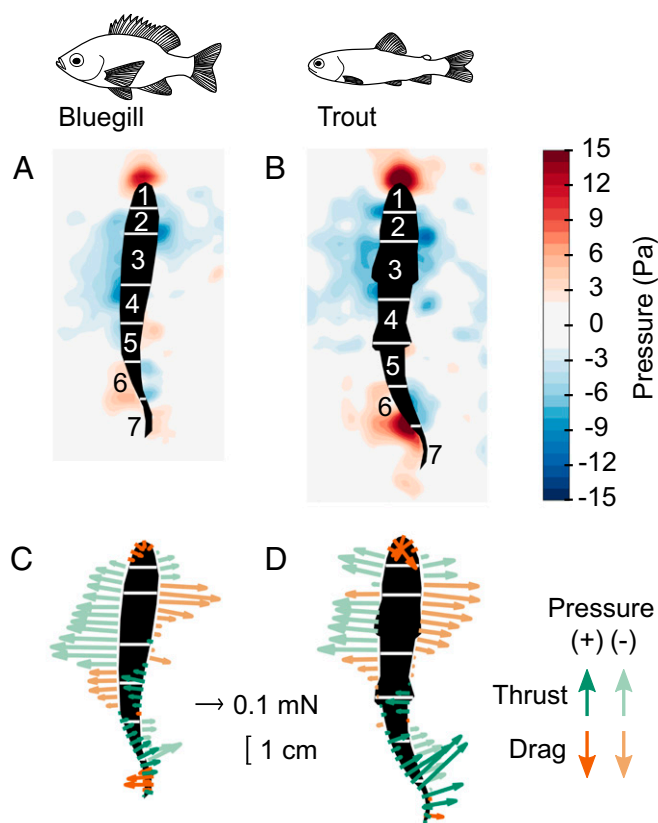 Bluegill
Trout
A
B
1
2
3
4
5
6
7
1
2
3
4
5
6
7
15
12
9
6
3
0
-3
-6
-9
-12
-15
Pressure (Pa)
C
D
→ 0.1 mN
[ 1 cm
Pressure
(+) (-)
Thrust
Drag